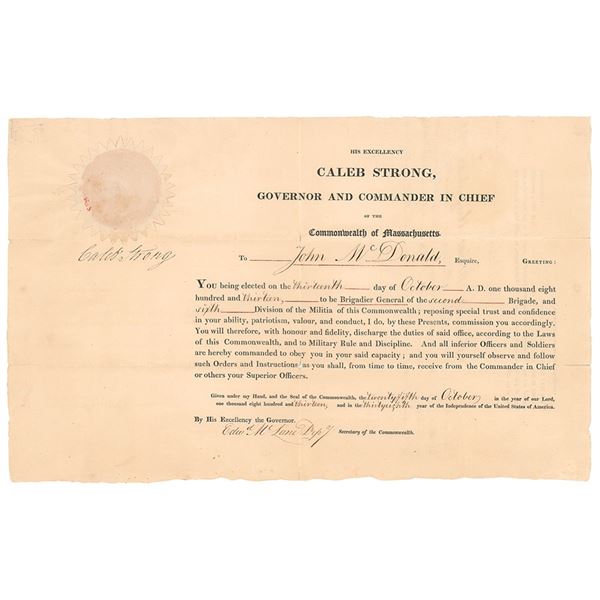 HIS EXCELLENCY
CALEB STRONG,
GOVERNOR AND COMMANDER IN CHIEF
OF THE
Commonwealth of Massachusetts.
Caleb Strong
To John McDonald, Esquire, GREETING:
YOU being elected on the thirteenth day of October A. D. one thousand eight
hundred and thirteen, to be Brigadier General of the second Brigade, and
sixth Division of the Militia of this Commonwealth; reposing special trust and confidence
in your ability, patriotism, valour, and conduct, I do, by these Presents, commission you accordingly.
You will therefore, with honour and fidelity, discharge the duties of said office, according to the Laws
of this Commonwealth, and to Military Rule and Discipline. And all inferior Officers and Soldiers
are hereby commanded to obey you in your said capacity; and you will yourself observe and follow
such Orders and Instructions as you shall, from time to time, receive from the Commander in Chief
or others your Superior Officers.
Given under my Hand, and the Seal of the Commonwealth, the twenty fifth day of October in the year of our Lord,
one thousand eight hundred and thirteen, and in the thirty eighth year of the Independence of the United States of America.
By His Excellency the Governor.
Edwd. McLane Depy Secretary of the Commonwealth.